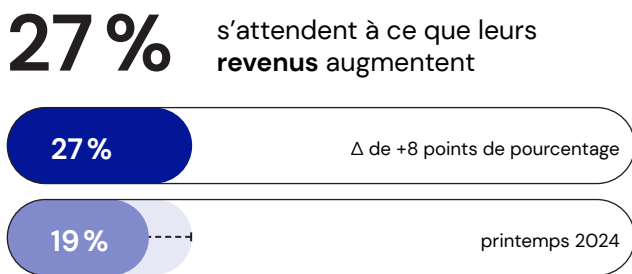 27 %
s’attendent à ce que leurs
revenus augmentent
27 %
Δ de +8 points de pourcentage
19 %
printemps 2024